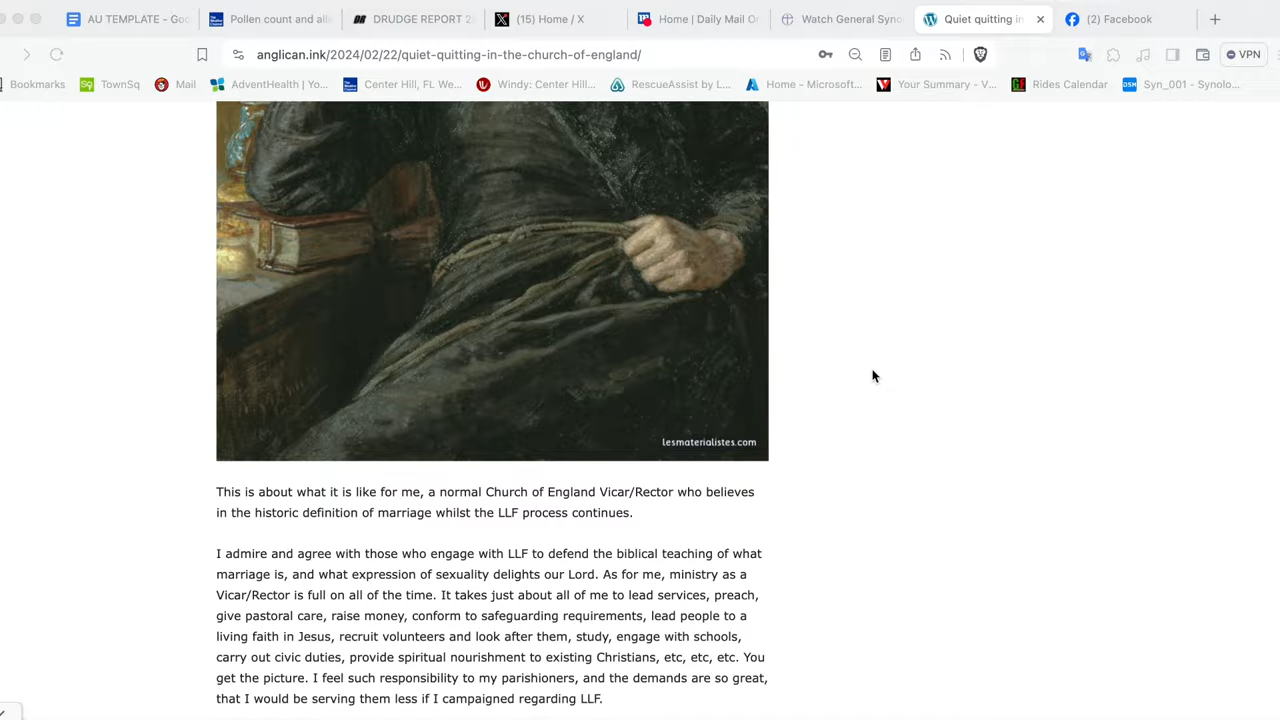 AU TEMPLATE - Goo
Pollen count and alle
DRUDGE REPORT 2
(15) Home / X
Home | Daily Mail O
Watch General Syno
Quiet quitting in
(2) Facebook
anglican.ink/2024/02/22/quiet-quitting-in-the-church-of-england/
VPN
Bookmarks
TownSq
Mail
AdventHealth | Yo...
Center Hill, FL We...
Windy: Center Hill...
RescueAssist by L...
Home - Microsoft...
Your Summary - V...
Rides Calendar
Syn_001 - Synolo...
lesmaterialistes.com
This is about what it is like for me, a normal Church of England Vicar/Rector who believes
in the historic definition of marriage whilst the LLF process continues.
I admire and agree with those who engage with LLF to defend the biblical teaching of what
marriage is, and what expression of sexuality delights our Lord. As for me, ministry as a
Vicar/Rector is full on all of the time. It takes just about all of me to lead services, preach,
give pastoral care, raise money, conform to safeguarding requirements, lead people to a
living faith in Jesus, recruit volunteers and look after them, study, engage with schools,
carry out civic duties, provide spiritual nourishment to existing Christians, etc, etc, etc. You
get the picture. I feel such responsibility to my parishioners, and the demands are so great,
that I would be serving them less if I campaigned regarding LLF.